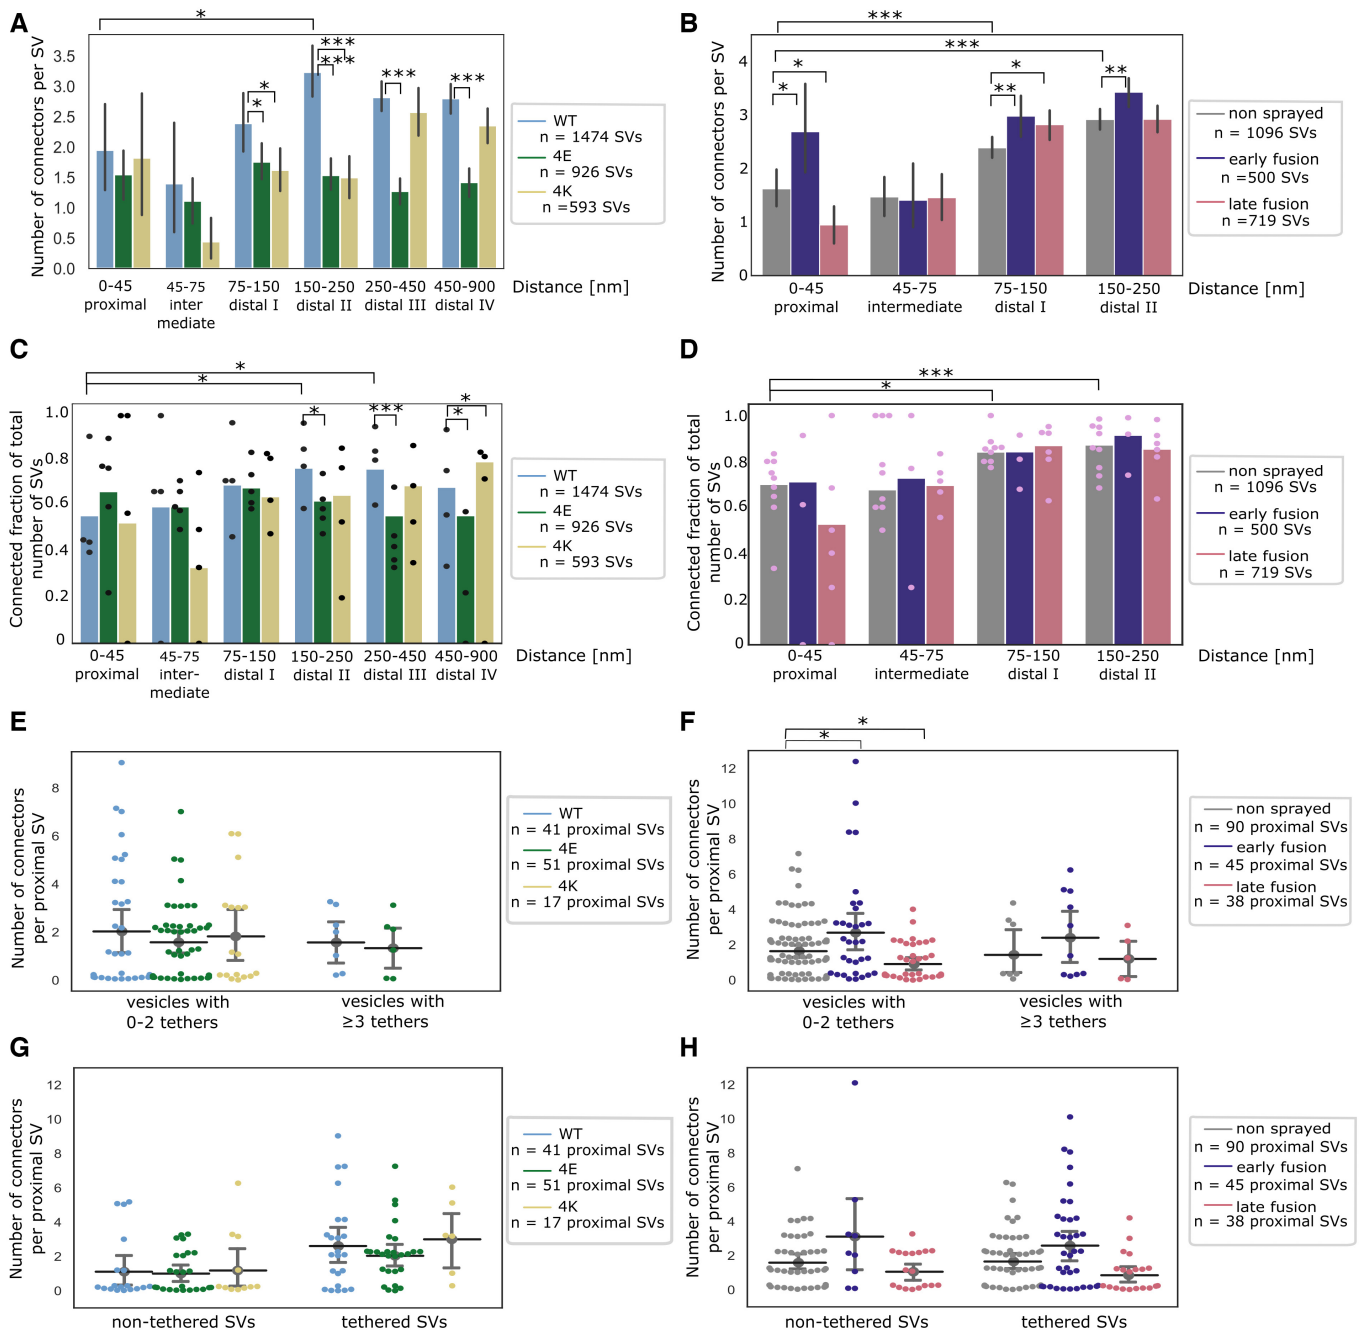 A
*
Number of connectors per SV
3.5
3.0
2.5
2.0
1.5
1.0
0.5
0.0
*
*
***
***
***
***
0-45
proximal
45-75
inter
mediate
75-150
distal I
150-250
distal II
250-450
distal III
450-900
distal IV
Distance [nm]
WT
n = 1474 SVs
4E
n = 926 SVs
4K
n =593 SVs
B
***
***
Number of connectors per SV
4
3
2
1
0
*
*
*
**
**
0-45
proximal
45-75
intermediate
75-150
distal I
150-250
distal II
Distance [nm]
non sprayed
n = 1096 SVs
early fusion
n =500 SVs
late fusion
n =719 SVs
C
*
*
Connected fraction of total
number of SVs
1.0
0.8
0.6
0.4
0.2
0
*
***
*
*
0-45
proximal
45-75
inter-
mediate
75-150
distal I
150-250
distal II
250-450
distal III
450-900
distal IV
Distance [nm]
WT
n = 1474 SVs
4E
n = 926 SVs
4K
n = 593 SVs
D
***
*
Connected fraction of total
number of SVs
1.0
0.8
0.6
0.4
0.2
0
0-45
proximal
45-75
intermediate
75-150
distal I
150-250
distal II
Distance [nm]
non sprayed
n = 1096 SVs
early fusion
n = 500 SVs
late fusion
n = 719 SVs
E
Number of connectors
per proximal SV
8
6
4
2
0
vesicles with
0-2 tethers
vesicles with
≥3 tethers
WT
n = 41 proximal SVs
4E
n = 51 proximal SVs
4K
n = 17 proximal SVs
F
*
*
Number of connectors
per proximal SV
12
10
8
6
4
2
0
vesicles with
0-2 tethers
vesicles with
≥3 tethers
non sprayed
n = 90 proximal SVs
early fusion
n = 45 proximal SVs
late fusion
n = 38 proximal SVs
G
Number of connectors
per proximal SV
12
10
8
6
4
2
0
non-tethered SVs
tethered SVs
WT
n = 41 proximal SVs
4E
n = 51 proximal SVs
4K
n = 17 proximal SVs
H
Number of connectors
per proximal SV
12
10
8
6
4
2
0
non-tethered SVs
tethered SVs
non sprayed
n = 90 proximal SVs
early fusion
n = 45 proximal SVs
late fusion
n = 38 proximal SVs